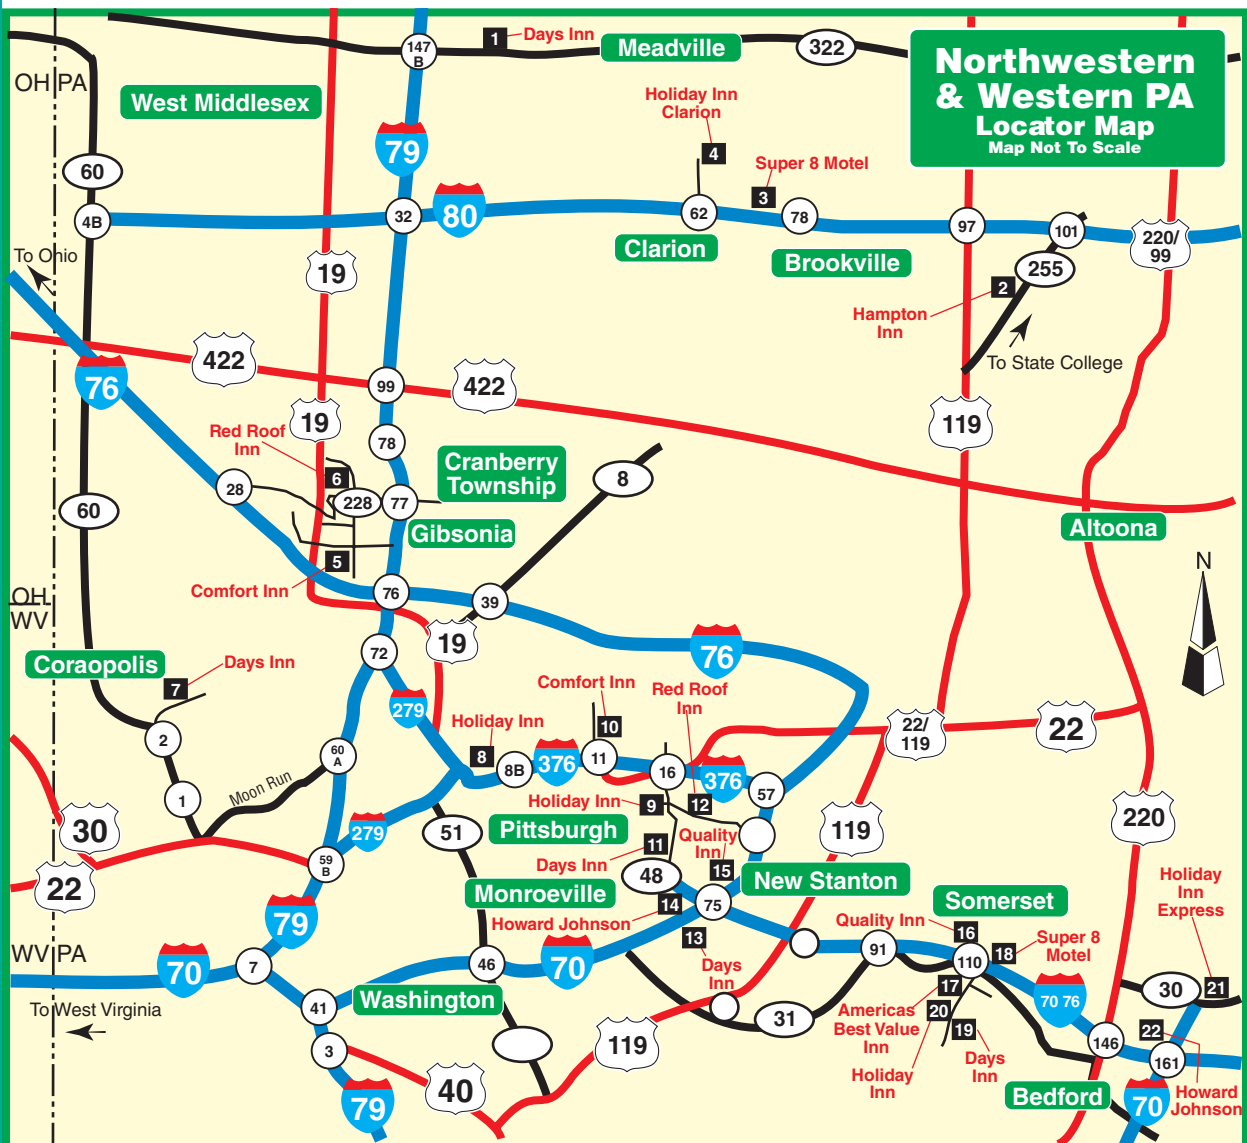 147
B
1
Days Inn
Meadville
322
Northwestern
& Western PA
Locator Map
Map Not To Scale
OH PA
West Middlesex
Holiday Inn
Clarion
79
4
Super 8 Motel
60
3
4B
32
80
62
78
97
101
220/
99
Clarion
Brookville
To Ohio
19
255
2
Hampton
Inn
422
To State College
76
99
422
19
119
Red Roof
Inn
78
Cranberry
Township
6
8
28
228
77
60
Gibsonia
Altoona
5
N
Comfort Inn
76
39
OH
WV
19
72
76
Coraopolis
Days Inn
7
Comfort Inn
Red Roof
Inn
279
Holiday Inn
10
22/
119
22
2
60
A
8
8B
376
11
16
376
57
Moon Run
1
Holiday Inn
9
12
30
279
51
Pittsburgh
Quality
Inn
119
220
11
59
B
Days Inn
15
22
48
New Stanton
Monroeville
Holiday
Inn
Express
14
75
Somerset
79
Howard Johnson
Quality Inn
16
13
Super 8
Motel
18
WV PA
91
110
70
7
46
70
Days
Inn
17
30
21
Washington
70 76
To West Virginia
41
Americas
Best Value
Inn
20
31
19
22
3
119
146
161
Days
Inn
Holiday
Inn
40
79
Bedford
70
Howard
Johnson